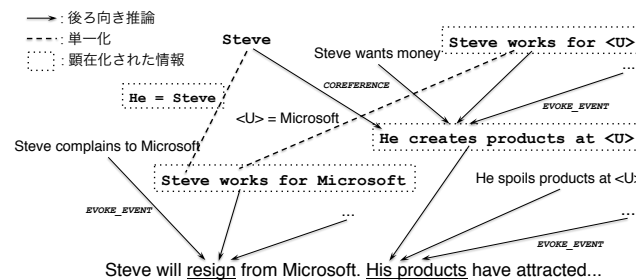 : 後ろ向き推論
: 単一化
: 顕在化された情報
Steve
Steve wants money
Steve works for <U>
...
COREFERENCE
EVOKE_EVENT
He = Steve
<U> = Microsoft
He creates products at <U>
Steve complains to Microsoft
Steve works for Microsoft
He spoils products at <U>
EVOKE_EVENT
...
...
EVOKE_EVENT
Steve will resign from Microsoft. His products have attracted...